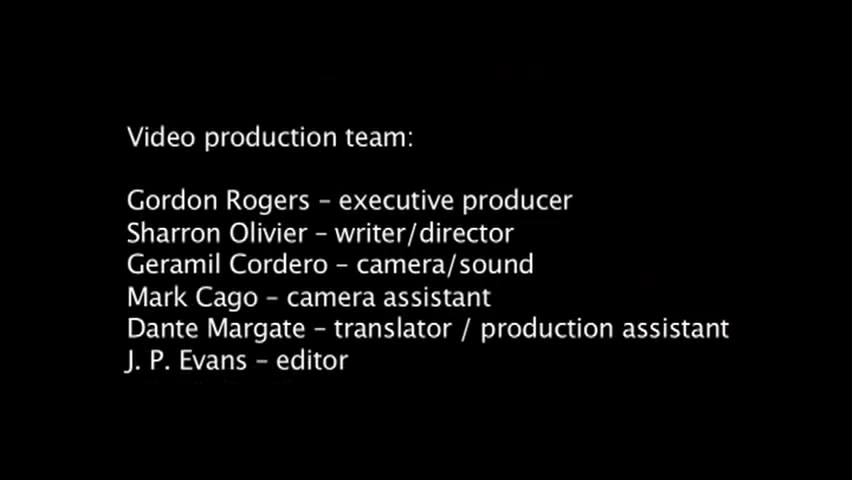 Video production team:
Gordon Rogers – executive producer
Sharron Olivier – writer/director
Geramil Cordero – camera/sound
Mark Cago – camera assistant
Dante Margate – translator / production assistant
J. P. Evans – editor